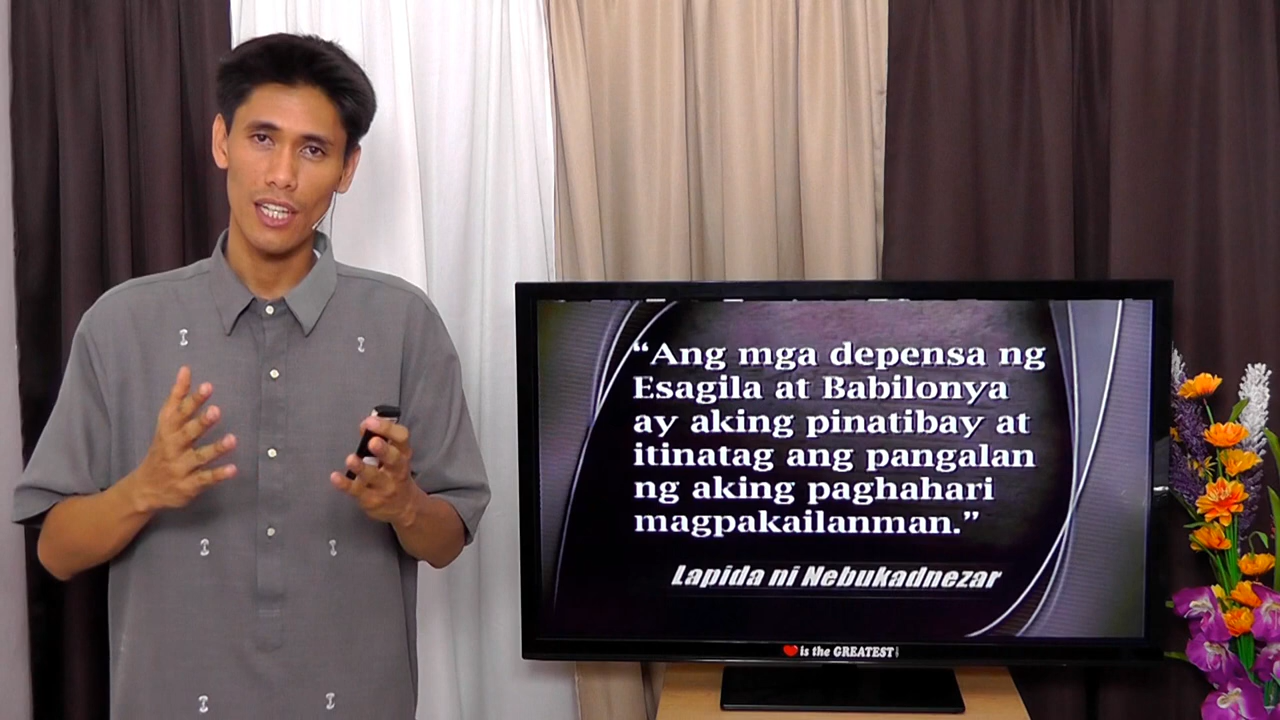 “Ang mga depensa ng
Esagila at Babilonya
ay aking pinatibay at
itinatag ang pangalan
ng aking paghahari
magpakailanman.”
Lapida ni Nebukadnezar
is the GREATEST!